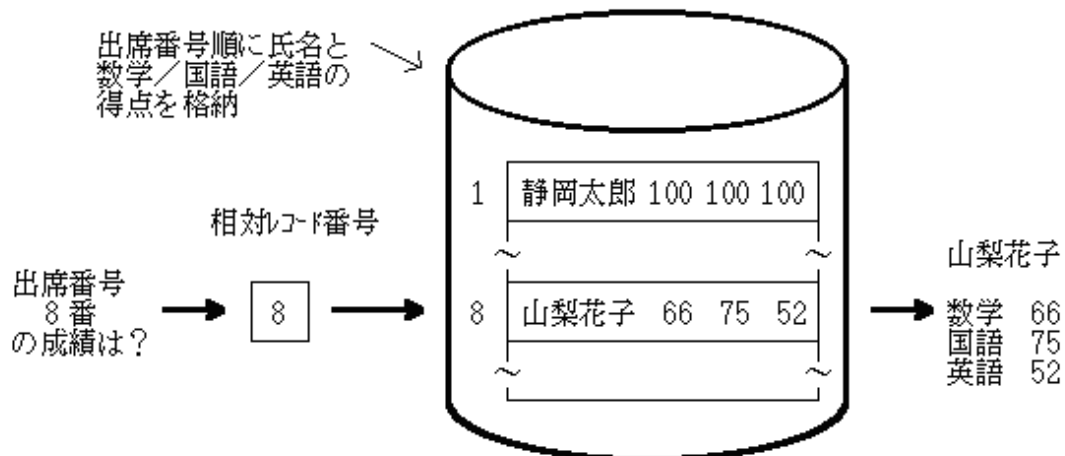 出席番号順に氏名と
数学／国語／英語の
得点を格納
1 静岡太郎 100 100 100
相対ﾚｺｰﾄﾞ番号
～ ～
出席番号
8番
の成績は？
8
8 山梨花子 66 75 52
～ ～
山梨花子
数学 66
国語 75
英語 52